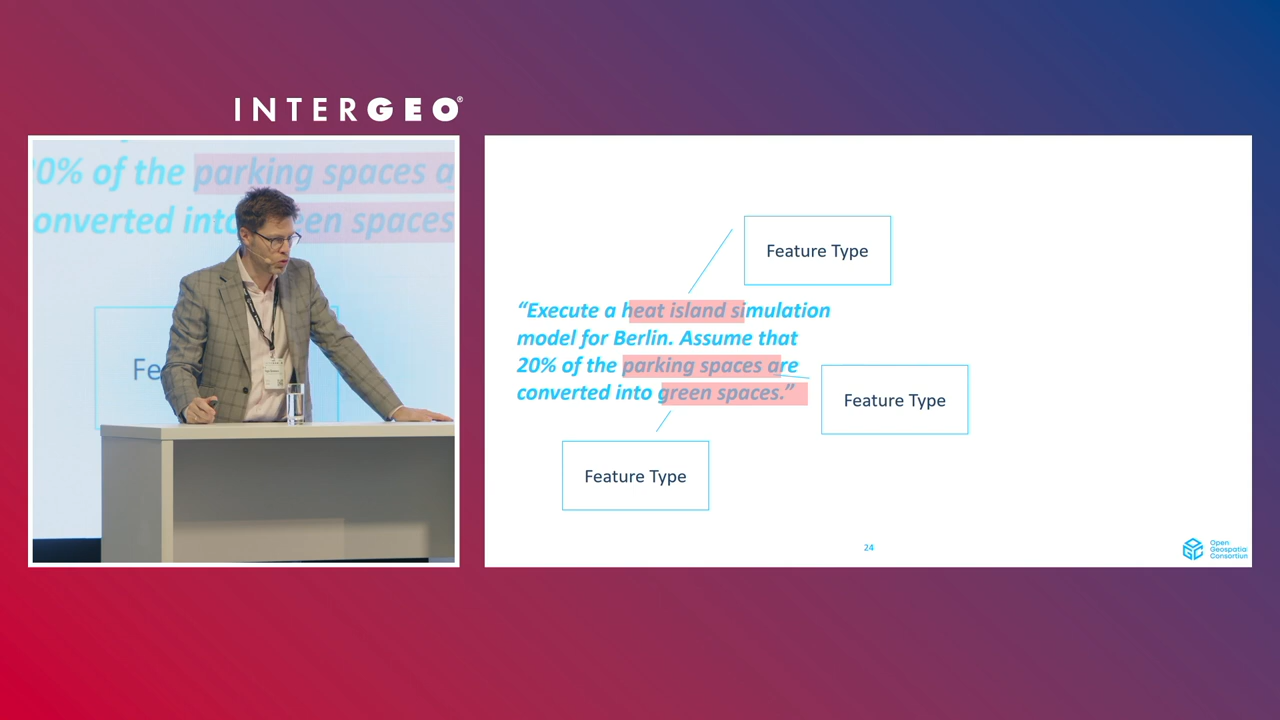 INTERGEO®
0% of the parking spaces a
onverted into green spaces
Fe
Feature Type
“Execute a heat island simulation
model for Berlin. Assume that
20% of the parking spaces are
converted into green spaces.”
Feature Type
Feature Type
24
Open
Geospatial
Consortium